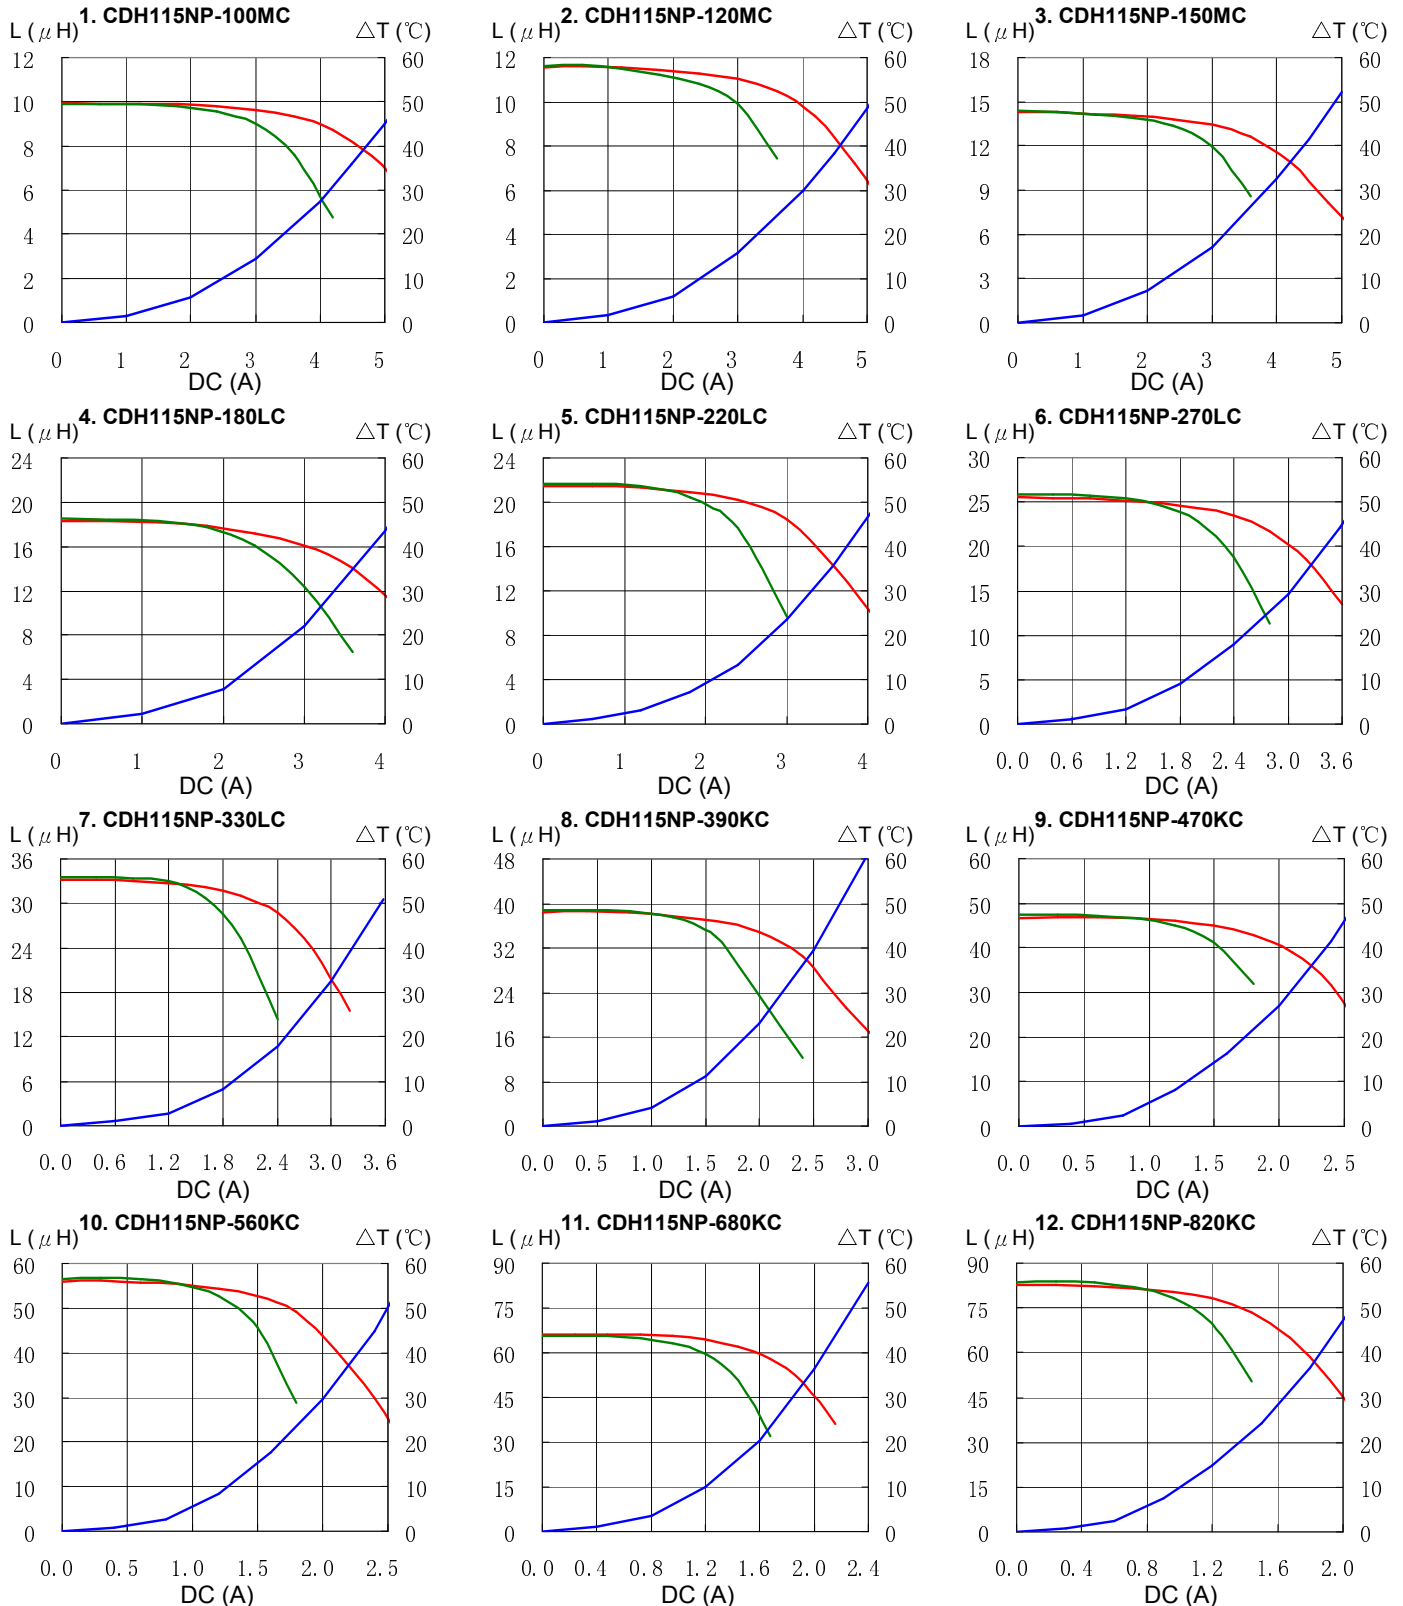 1. CDH115NP-100MC
L ( μ H)
△T (℃)
12
10
8
6
4
2
0
60
50
40
30
20
10
0
0 1 2 3 4 5
DC (A)
2. CDH115NP-120MC
L ( μ H)
△T (℃)
12
10
8
6
4
2
0
60
50
40
30
20
10
0
0 1 2 3 4 5
DC (A)
3. CDH115NP-150MC
L ( μ H)
△T (℃)
18
15
12
9
6
3
0
60
50
40
30
20
10
0
0 1 2 3 4 5
DC (A)
4. CDH115NP-180LC
L ( μ H)
△T (℃)
24
20
16
12
8
4
0
60
50
40
30
20
10
0
0 1 2 3 4
DC (A)
5. CDH115NP-220LC
L ( μ H)
△T (℃)
24
20
16
12
8
4
0
60
50
40
30
20
10
0
0 1 2 3 4
DC (A)
6. CDH115NP-270LC
L ( μ H)
△T (℃)
30
25
20
15
10
5
0
60
50
40
30
20
10
0
0.0 0.6 1.2 1.8 2.4 3.0 3.6
DC (A)
7. CDH115NP-330LC
L ( μ H)
△T (℃)
36
30
24
18
12
6
0
60
50
40
30
20
10
0
0.0 0.6 1.2 1.8 2.4 3.0 3.6
DC (A)
8. CDH115NP-390KC
L ( μ H)
△T (℃)
48
40
32
24
16
8
0
60
50
40
30
20
10
0
0.0 0.5 1.0 1.5 2.0 2.5 3.0
DC (A)
9. CDH115NP-470KC
L ( μ H)
△T (℃)
60
50
40
30
20
10
0
60
50
40
30
20
10
0
0.0 0.5 1.0 1.5 2.0 2.5
DC (A)
10. CDH115NP-560KC
L ( μ H)
△T (℃)
60
50
40
30
20
10
0
60
50
40
30
20
10
0
0.0 0.5 1.0 1.5 2.0 2.5
DC (A)
11. CDH115NP-680KC
L ( μ H)
△T (℃)
90
75
60
45
30
15
0
60
50
40
30
20
10
0
0.0 0.4 0.8 1.2 1.6 2.0 2.4
DC (A)
12. CDH115NP-820KC
L ( μ H)
△T (℃)
90
75
60
45
30
15
0
60
50
40
30
20
10
0
0.0 0.4 0.8 1.2 1.6 2.0
DC (A)